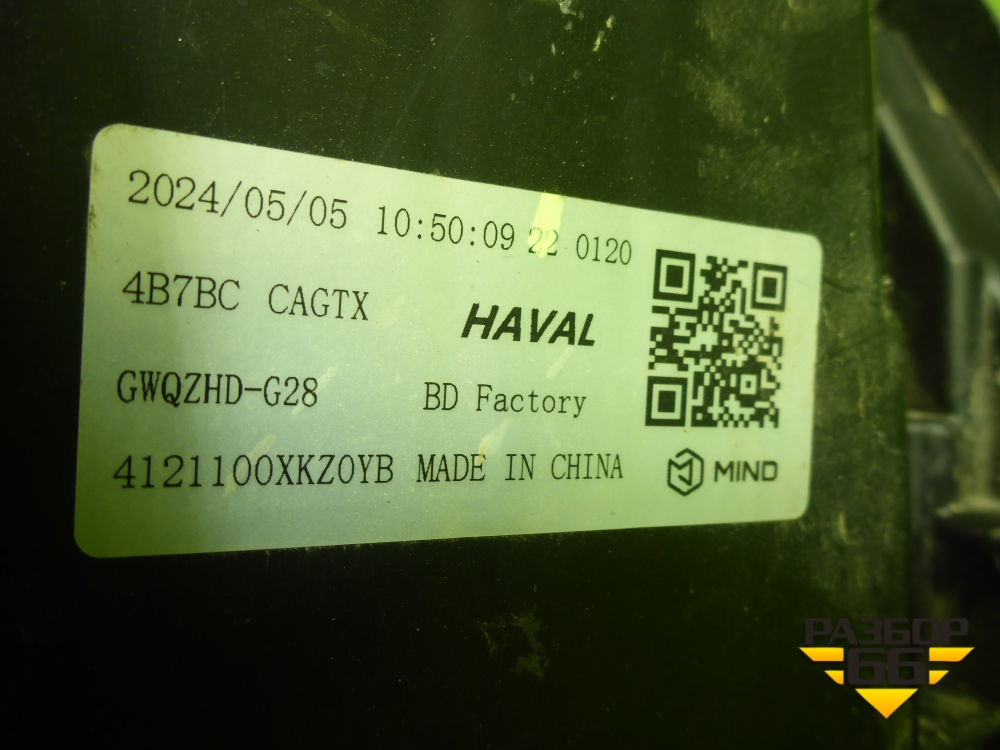 2024/05/05 10:50:09 22 0120
4B7BC CAGTX
HAVAL
GWQZHD-G28 BD Factory
4121100XKZ0YB MADE IN CHINA
MIND
РАЗБОР
66